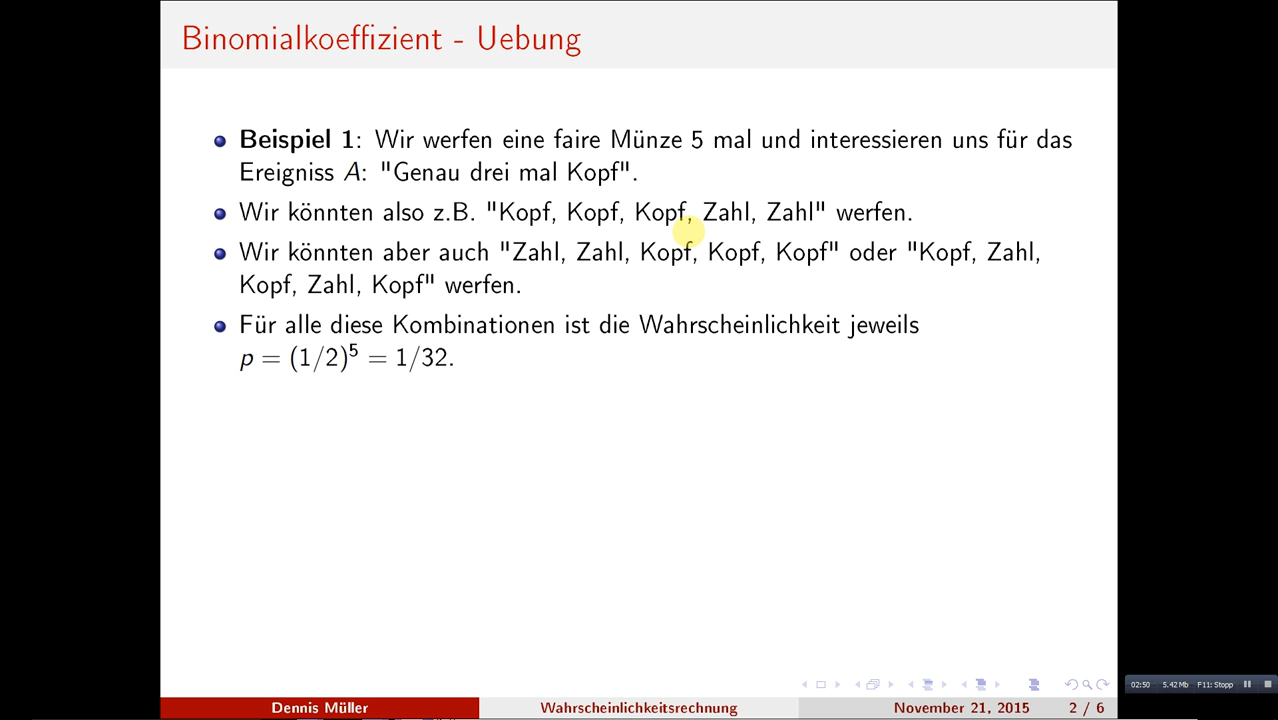 Binomialkoeffizient - Uebung
Beispiel 1: Wir werfen eine faire Münze 5 mal und interessieren uns für das
Ereigniss A: "Genau drei mal Kopf".
Wir könnten also z.B. "Kopf, Kopf, Kopf, Zahl, Zahl" werfen.
Wir könnten aber auch "Zahl, Zahl, Kopf, Kopf, Kopf" oder "Kopf, Zahl,
Kopf, Zahl, Kopf" werfen.
Für alle diese Kombinationen ist die Wahrscheinlichkeit jeweils
p = (1/2)^5 = 1/32.
Dennis Müller Wahrscheinlichkeitsrechnung November 21, 2015 2 / 6
02:50 5.42 Mb F11: Stopp